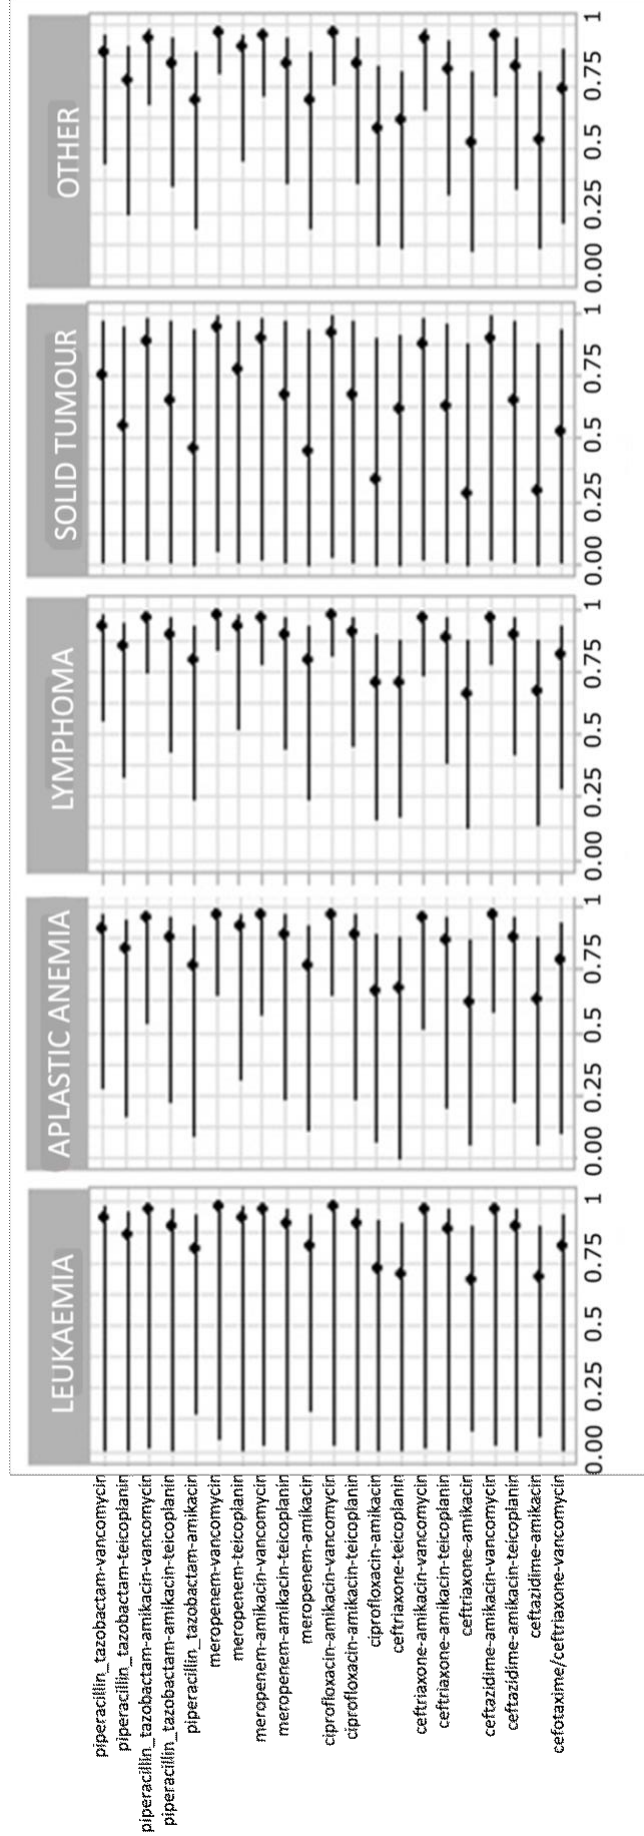 LEUKAEMIA
APLASTIC ANEMIA
LYMPHOMA
SOLID TUMOUR
OTHER
piperacillin_tazobactam-vancomycin
piperacillin_tazobactam-teicoplanin
piperacillin_tazobactam-amikacin-vancomycin
piperacillin_tazobactam-amikacin-teicoplanin
piperacillin_tazobactam-amikacin
meropenem-vancomycin
meropenem-teicoplanin
meropenem-amikacin-vancomycin
meropenem-amikacin-teicoplanin
meropenem-amikacin
ciprofloxacin-amikacin-vancomycin
ciprofloxacin-amikacin-teicoplanin
ciprofloxacin-amikacin
ceftriaxone-teicoplanin
ceftriaxone-amikacin-vancomycin
ceftriaxone-amikacin-teicoplanin
ceftriaxone-amikacin
ceftazidime-amikacin-vancomycin
ceftazidime-amikacin-teicoplanin
ceftazidime-amikacin
cefotaxime/ceftriaxone-vancomycin
0.00 0.25 0.5 0.75 1
0.00 0.25 0.5 0.75 1
0.00 0.25 0.5 0.75 1
0.00 0.25 0.5 0.75 1
0.00 0.25 0.5 0.75 1